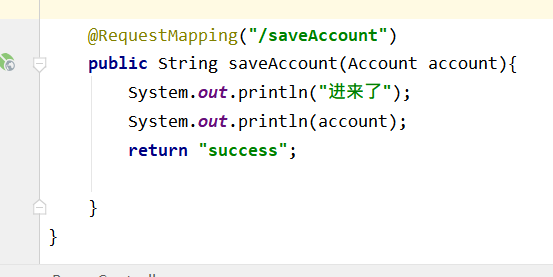 @RequestMapping("/saveAccount")
public String saveAccount(Account account){
System.out.println("进来了");
System.out.println(account);
return "success";
}
}